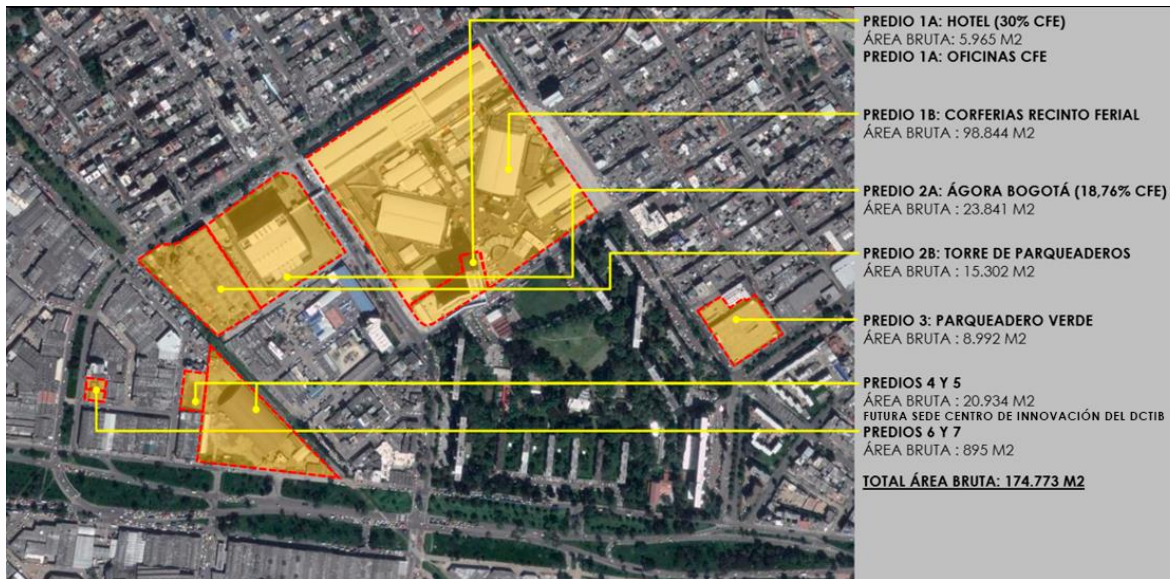 PREDIO 1A: HOTEL (30% CFE)
ÁREA BRUTA: 5.965 M2
PREDIO 1A: OFICINAS CFE
PREDIO 1B: CORFERIAS RECINTO FERIAL
ÁREA BRUTA : 98.844 M2
PREDIO 2A: ÁGORA BOGOTÁ (18,76% CFE)
ÁREA BRUTA : 23.841 M2
PREDIO 2B: TORRE DE PARQUEADEROS
ÁREA BRUTA : 15.302 M2
PREDIO 3: PARQUEADERO VERDE
ÁREA BRUTA : 8.992 M2
PREDIOS 4 Y 5
ÁREA BRUTA : 20.934 M2
FUTURA SEDE CENTRO DE INNOVACIÓN DEL DCTIB
PREDIOS 6 Y 7
ÁREA BRUTA : 895 M2
TOTAL ÁREA BRUTA: 174.773 M2